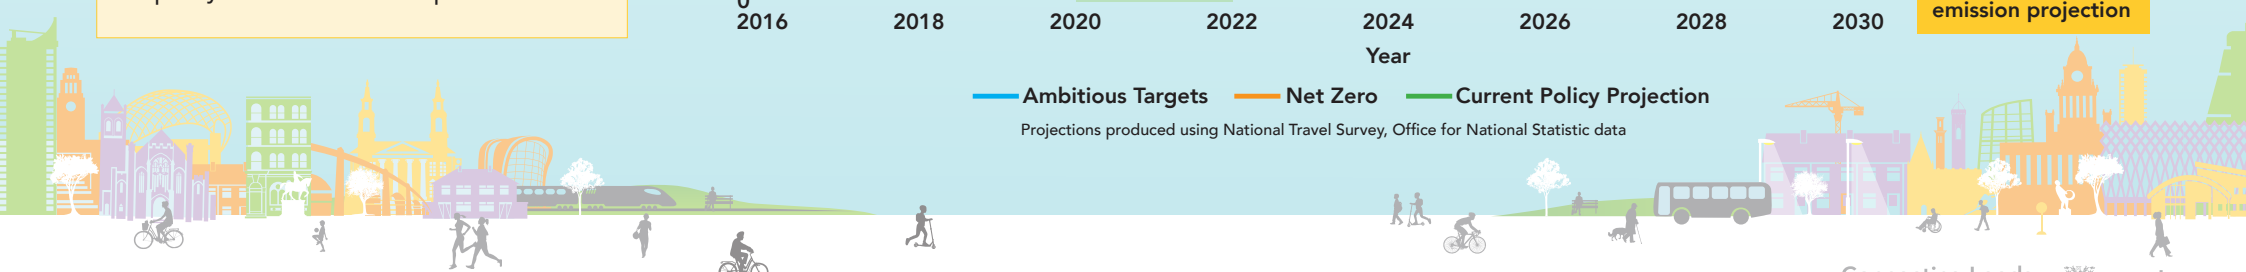 0
2016 2018 2020 2022 2024 2026 2028 2030
emission projection
Year
Ambitious Targets Net Zero Current Policy Projection
Projections produced using National Travel Survey, Office for National Statistic data